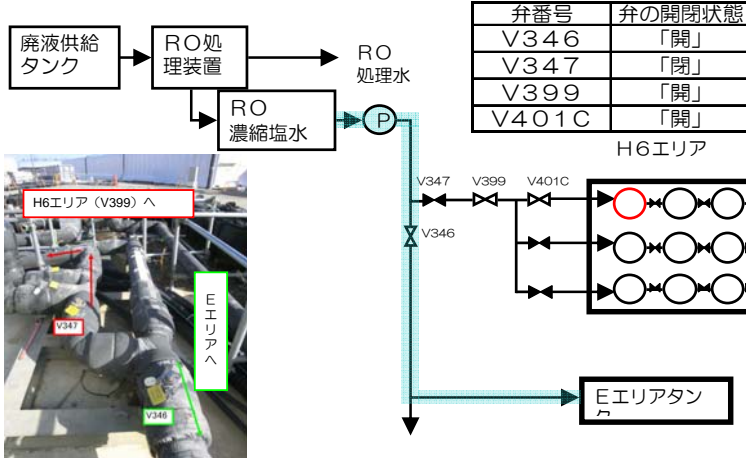 弁番号 弁の開閉状態
V346 「開」
V347 「閉」
V399 「開」
V401C 「開」
廃液供給
タンク
RO処
理装置
RO
処理水
RO
濃縮塩水
P
H6エリア
V347 V399 V401C
V346
H6エリア（V399）へ
Eエリアへ
V347
V346
Eエリアタン